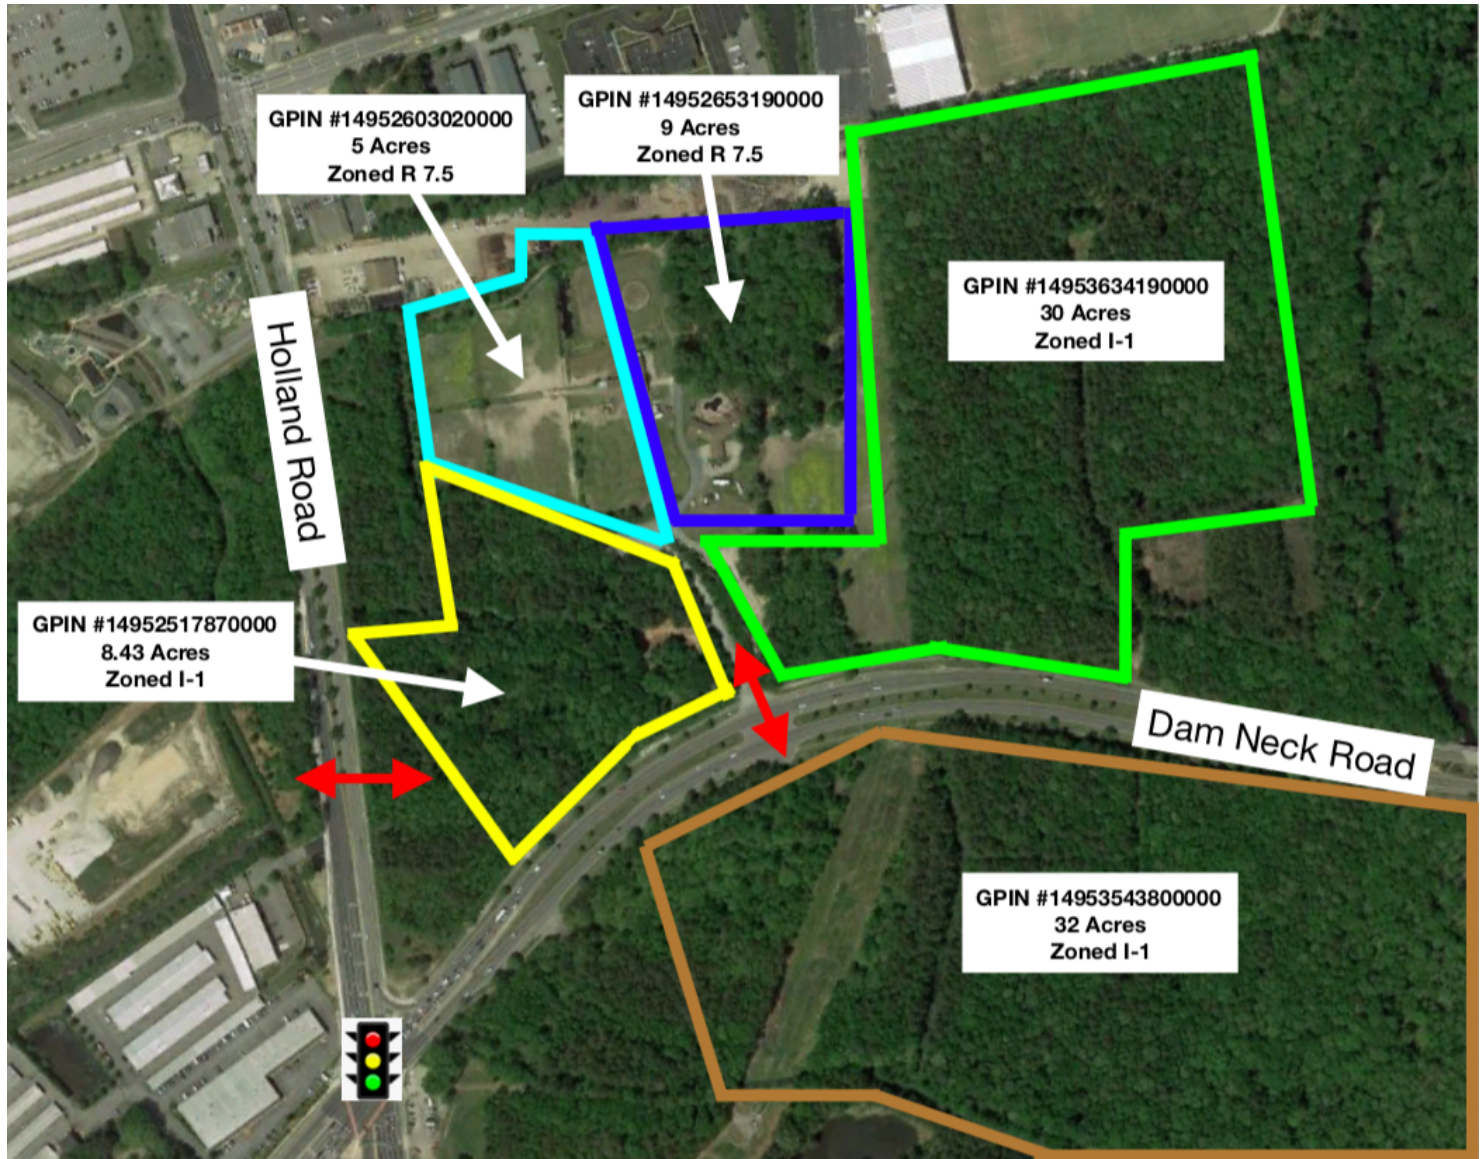 GPIN #14952653190000
9 Acres
Zoned R 7.5
GPIN #14952603020000
5 Acres
Zoned R 7.5
GPIN #14953634190000
30 Acres
Zoned I-1
Holland Road
GPIN #14952517870000
8.43 Acres
Zoned I-1
Dam Neck Road
GPIN #14953543800000
32 Acres
Zoned I-1